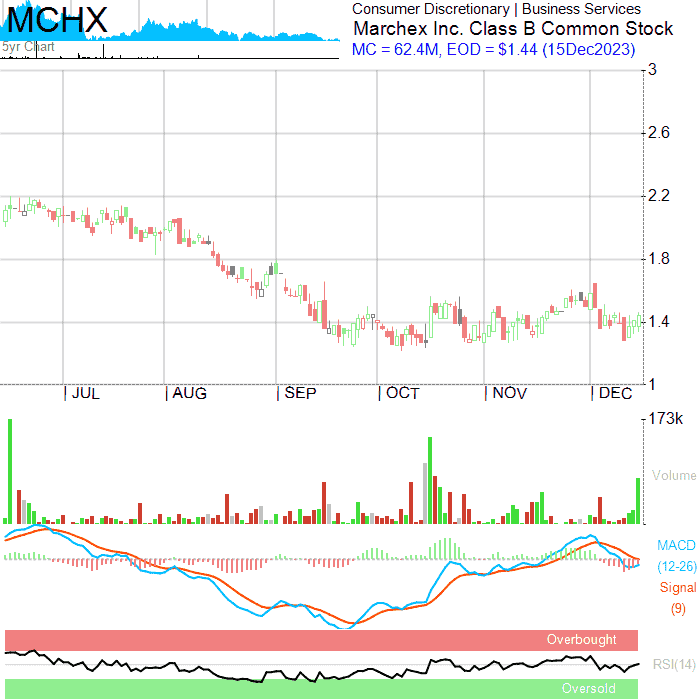 MCHX
5yr Chart
Consumer Discretionary | Business Services
Marchex Inc. Class B Common Stock
MC = 62.4M, EOD = $1.44 (15Dec2023)
3
2.6
2.2
1.8
1.4
1
JUL AUG SEP OCT NOV DEC
173k
Volume
MACD
(12-26)
Signal
(9)
Overbought
RSI(14)
Oversold